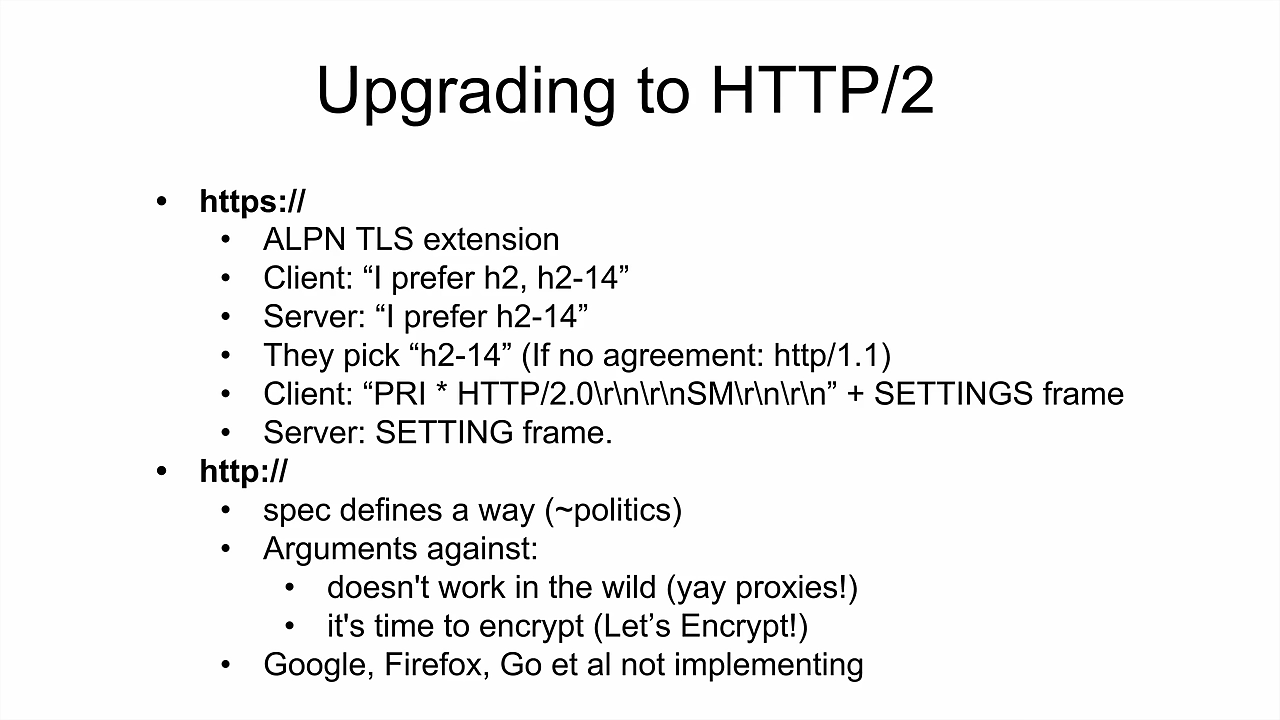 Upgrading to HTTP/2
• https://
• ALPN TLS extension
• Client: “I prefer h2, h2-14”
• Server: “I prefer h2-14”
• They pick “h2-14” (If no agreement: http/1.1)
• Client: “PRI * HTTP/2.0\r\n\r\nSM\r\n\r\n” + SETTINGS frame
• Server: SETTING frame.
• http://
• spec defines a way (~politics)
• Arguments against:
• doesn't work in the wild (yay proxies!)
• it's time to encrypt (Let’s Encrypt!)
• Google, Firefox, Go et al not implementing